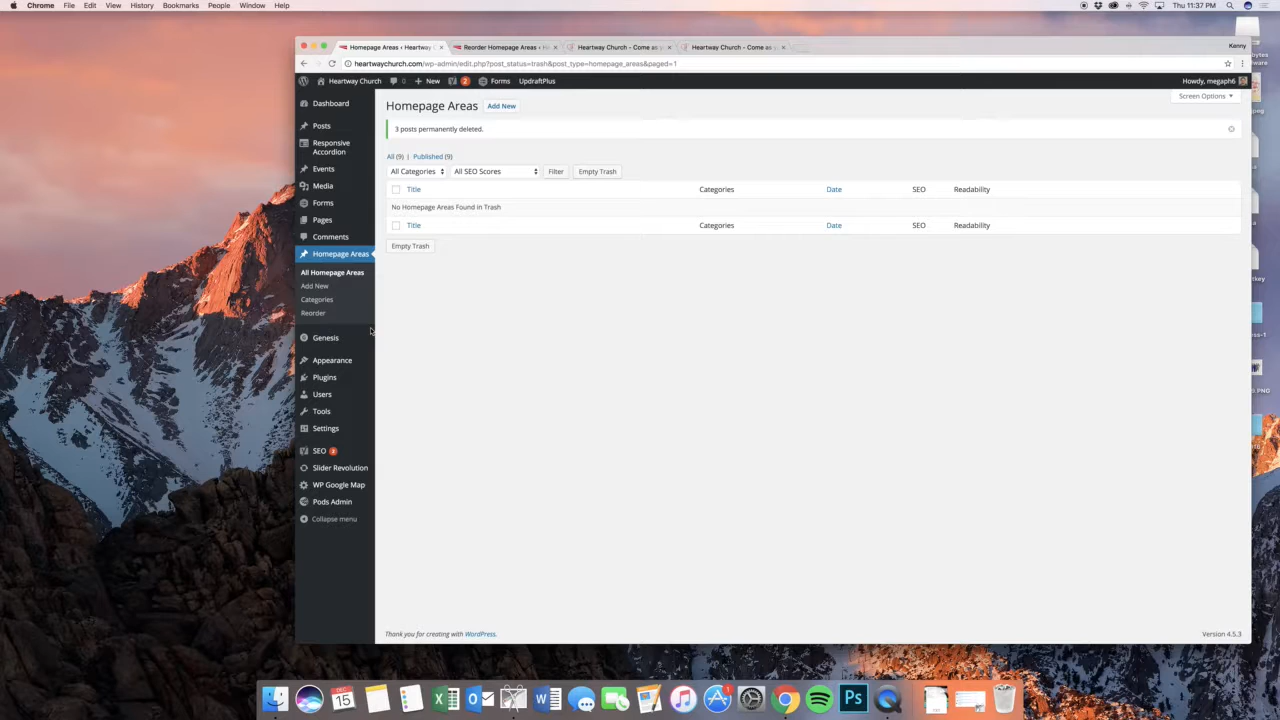 Chrome File Edit View History Bookmarks People Window Help
Thu 11:37 PM
Homepage Areas ‹ Heartway
Reorder Homepage Areas ‹
Heartway Church - Come as
Heartway Church - Come as
Kenny
heartwaychurch.com/wp-admin/edit.php?post_status=trash&post_type=homepage_areas&paged=1
Heartway Church 0 New 2 Forms UpdraftPlus
Howdy, megaph6
Screen Options
Dashboard
Posts
Responsive
Accordion
Events
Media
Forms
Pages
Comments
Homepage Areas
All Homepage Areas
Add New
Categories
Reorder
Genesis
Appearance
Plugins
Users
Tools
Settings
SEO 2
Slider Revolution
WP Google Map
Pods Admin
Collapse menu
Homepage Areas Add New
3 posts permanently deleted.
All (9) | Published (9)
All Categories All SEO Scores Filter Empty Trash
Title Categories Date SEO Readability
No Homepage Areas Found in Trash
Title Categories Date SEO Readability
Empty Trash
Thank you for creating with WordPress.
Version 4.5.3
DEC
15
Ps